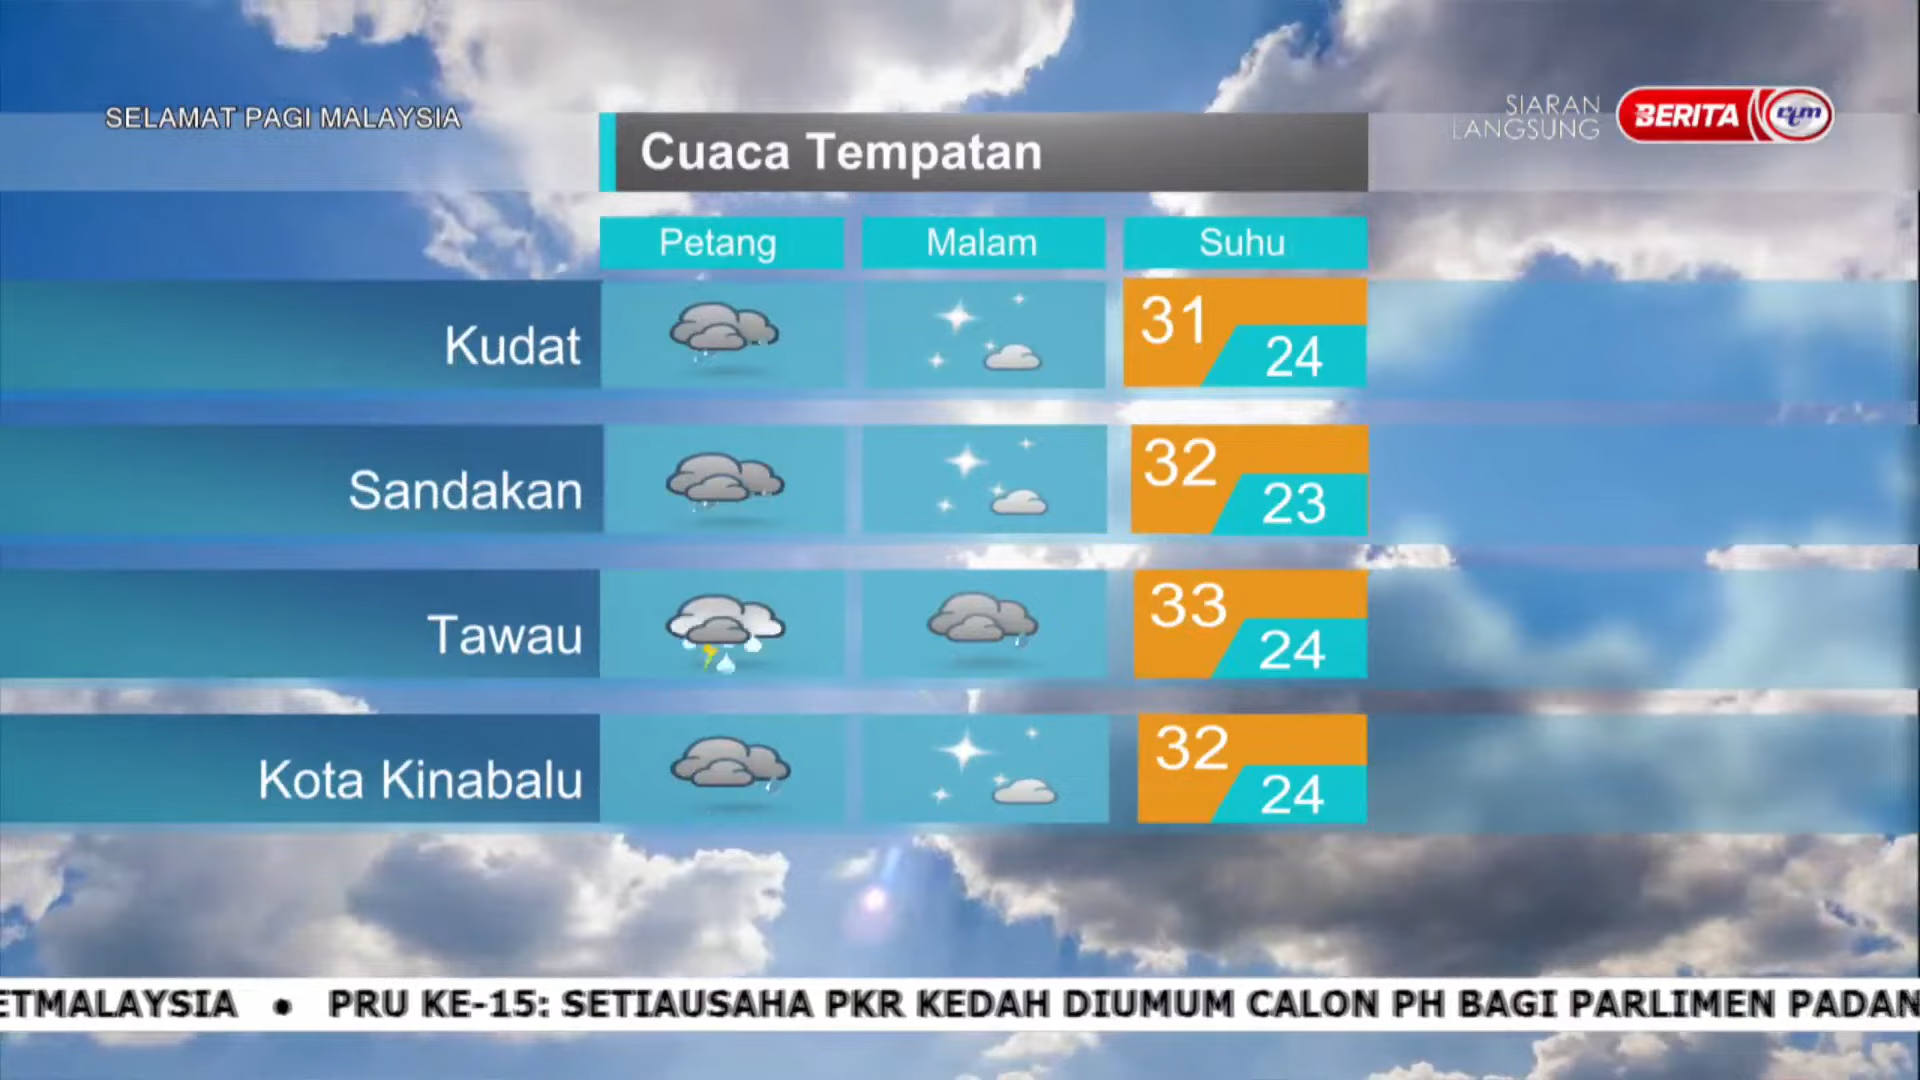 SELAMAT PAGI MALAYSIA
SIARAN
LANGSUNG
BERITA rtm
Cuaca Tempatan
Petang Malam Suhu
Kudat 31 24
Sandakan 32 23
Tawau 33 24
Kota Kinabalu 32 24
ETMALAYSIA • PRU KE-15: SETIAUSAHA PKR KEDAH DIUMUM CALON PH BAGI PARLIMEN PADAN